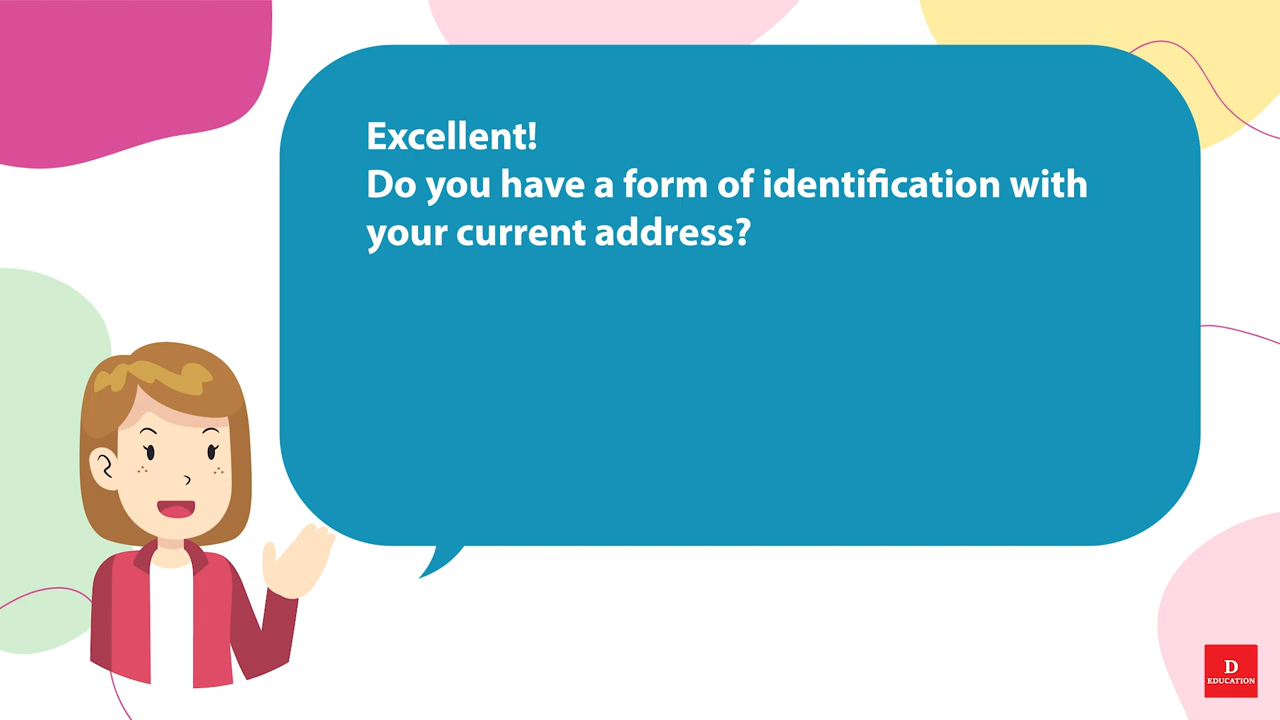 Excellent!
Do you have a form of identification with
your current address?
D
EDUCATION